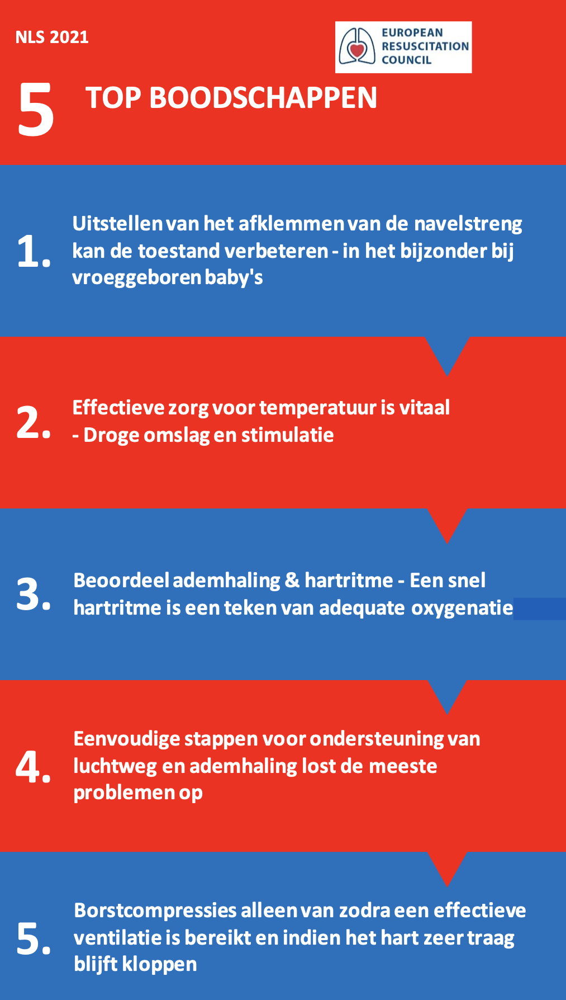 NLS 2021
EUROPEAN
RESUSCITATION
COUNCIL
5 TOP BOODSCHAPPEN
1.
Uitstellen van het afklemmen van de navelstreng
kan de toestand verbeteren - in het bijzonder bij
vroeggeboren baby's
2.
Effectieve zorg voor temperatuur is vitaal
- Droge omslag en stimulatie
3.
Beoordeel ademhaling & hartritme - Een snel
hartritme is een teken van adequate oxygenatie
4.
Eenvoudige stappen voor ondersteuning van
luchtweg en ademhaling lost de meeste
problemen op
5.
Borstcompressies alleen van zodra een effectieve
ventilatie is bereikt en indien het hart zeer traag
blijft kloppen